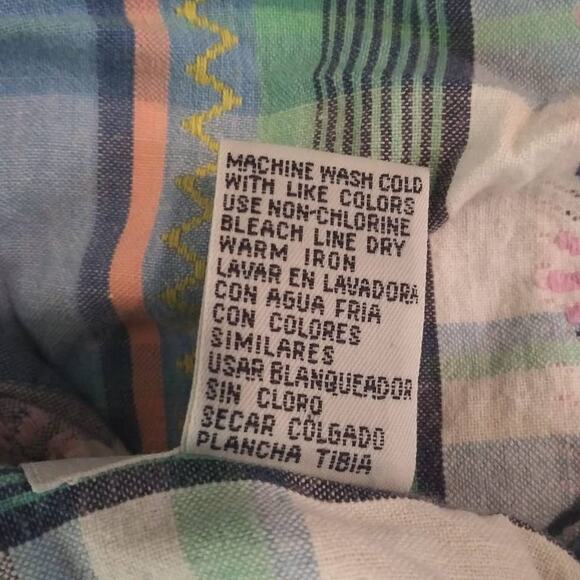 MACHINE WASH COLD
WITH LIKE COLORS
USE NON-CHLORINE
BLEACH LINE DRY
WARM IRON
LAVAR EN LAVADORA
CON AGUA FRIA
CON COLORES
SIMILARES
USAR BLANQUEADOR
SIN CLORO
SECAR COLGADO
PLANCHA TIBIA